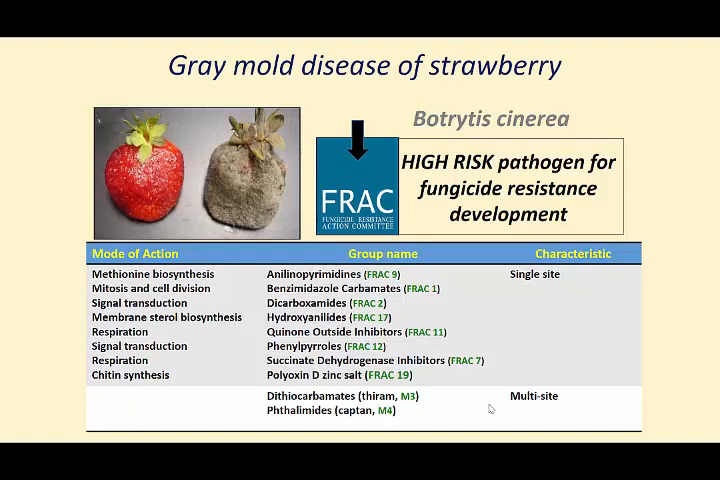 Gray mold disease of strawberry
Botrytis cinerea
FRAC
FUNGICIDE RESISTANCE
ACTION COMMITTEE
HIGH RISK pathogen for
fungicide resistance
development
Mode of Action Group name Characteristic
Methionine biosynthesis Anilinopyrimidines (FRAC 9) Single site
Mitosis and cell division Benzimidazole Carbamates (FRAC 1)
Signal transduction Dicarboxamides (FRAC 2)
Membrane sterol biosynthesis Hydroxyanilides (FRAC 17)
Respiration Quinone Outside Inhibitors (FRAC 11)
Signal transduction Phenylpyrroles (FRAC 12)
Respiration Succinate Dehydrogenase Inhibitors (FRAC 7)
Chitin synthesis Polyoxin D zinc salt (FRAC 19)
Dithiocarbamates (thiram, M3) Multi-site
Phthalimides (captan, M4)